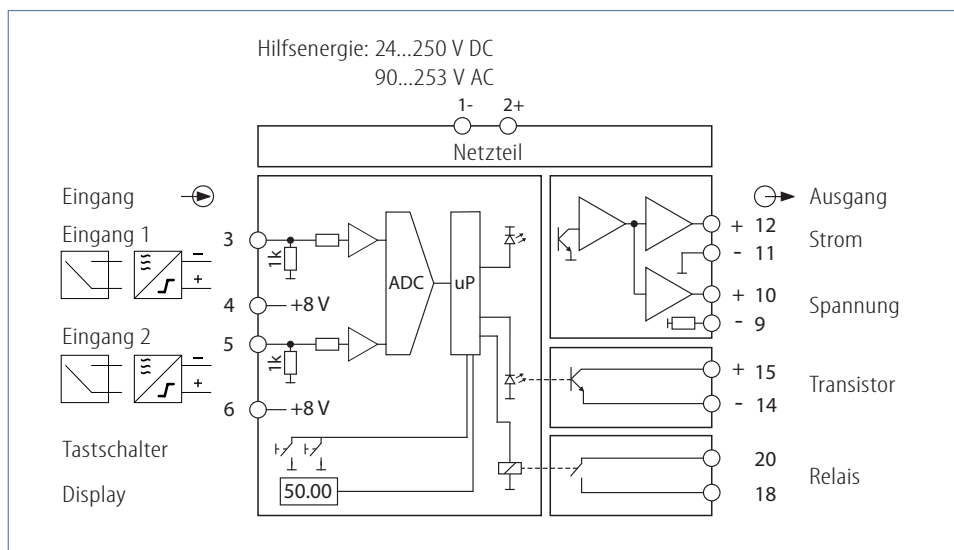 Hilfsenergie: 24...250 V DC
90...253 V AC
1- 2+
Netzteil
Eingang
Eingang 1
3
1k
4
+8 V
ADC
uP
Eingang 2
5
1k
6
+8 V
Tastschalter
Display
50.00
Ausgang
+ 12
Strom
- 11
+ 10
Spannung
- 9
+ 15
Transistor
- 14
20
Relais
18